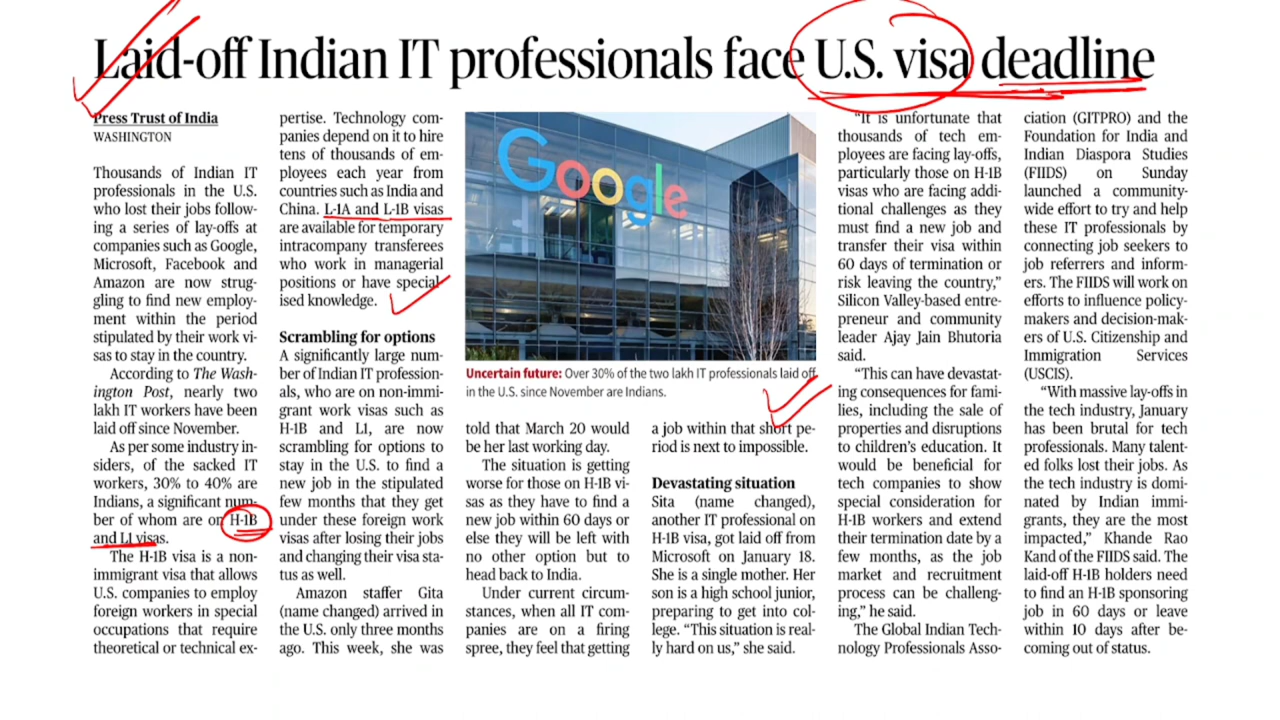 Laid-off Indian IT professionals face U.S. visa deadline
Press Trust of India
WASHINGTON
Thousands of Indian IT
professionals in the U.S.
who lost their jobs follow-
ing a series of lay-offs at
companies such as Google,
Microsoft, Facebook and
Amazon are now strug-
gling to find new employ-
ment within the period
stipulated by their work vi-
sas to stay in the country.
According to The Wash-
ington Post, nearly two
lakh IT workers have been
laid off since November.
As per some industry in-
siders, of the sacked IT
workers, 30% to 40% are
Indians, a significant num-
ber of whom are on H-1B
and L1 visas.
The H-1B visa is a non-
immigrant visa that allows
U.S. companies to employ
foreign workers in special
occupations that require
theoretical or technical ex-
pertise. Technology com-
panies depend on it to hire
tens of thousands of em-
ployees each year from
countries such as India and
China. L-1A and L-1B visas
are available for temporary
intracompany transferees
who work in managerial
positions or have special-
ised knowledge.
Scrambling for options
A significantly large num-
ber of Indian IT profession-
als, who are on non-immi-
grant work visas such as
H-1B and L1, are now
scrambling for options to
stay in the U.S. to find a
new job in the stipulated
few months that they get
under these foreign work
visas after losing their jobs
and changing their visa sta-
tus as well.
Amazon staffer Gita
(name changed) arrived in
the U.S. only three months
ago. This week, she was
Google
Uncertain future: Over 30% of the two lakh IT professionals laid off
in the U.S. since November are Indians.
told that March 20 would
be her last working day.
The situation is getting
worse for those on H-1B vi-
sas as they have to find a
new job within 60 days or
else they will be left with
no other option but to
head back to India.
Under current circum-
stances, when all IT com-
panies are on a firing
spree, they feel that getting
a job within that short pe-
riod is next to impossible.
Devastating situation
Sita (name changed),
another IT professional on
H-1B visa, got laid off from
Microsoft on January 18.
She is a single mother. Her
son is a high school junior,
preparing to get into col-
lege. “This situation is real-
ly hard on us,” she said.
“It is unfortunate that
thousands of tech em-
ployees are facing lay-offs,
particularly those on H-1B
visas who are facing addi-
tional challenges as they
must find a new job and
transfer their visa within
60 days of termination or
risk leaving the country,”
Silicon Valley-based entre-
preneur and community
leader Ajay Jain Bhutoria
said.
“This can have devastat-
ing consequences for fami-
lies, including the sale of
properties and disruptions
to children’s education. It
would be beneficial for
tech companies to show
special consideration for
H-1B workers and extend
their termination date by a
few months, as the job
market and recruitment
process can be challeng-
ing,” he said.
The Global Indian Tech-
nology Professionals Asso-
ciation (GITPRO) and the
Foundation for India and
Indian Diaspora Studies
(FIIDS) on Sunday
launched a community-
wide effort to try and help
these IT professionals by
connecting job seekers to
job referrers and inform-
ers. The FIIDS will work on
efforts to influence policy-
makers and decision-mak-
ers of U.S. Citizenship and
Immigration Services
(USCIS).
“With massive lay-offs in
the tech industry, January
has been brutal for tech
professionals. Many talent-
ed folks lost their jobs. As
the tech industry is domi-
nated by Indian immi-
grants, they are the most
impacted,” Khande Rao
Kand of the FIIDS said. The
laid-off H-1B holders need
to find an H-1B sponsoring
job in 60 days or leave
within 10 days after be-
coming out of status.